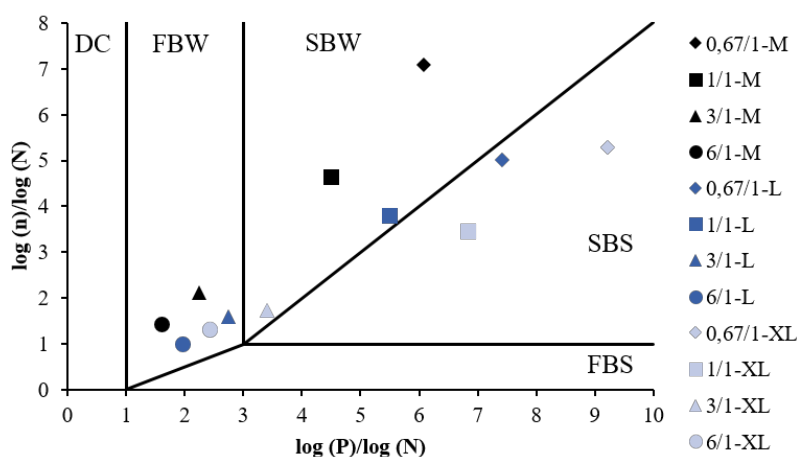 8
7
6
5
4
3
2
1
0
log (n)/log (N)
DC
FBW
SBW
SBS
FBS
0 1 2 3 4 5 6 7 8 9 10
log (P)/log (N)
0,67/1-M
1/1-M
3/1-M
6/1-M
0,67/1-L
1/1-L
3/1-L
6/1-L
0,67/1-XL
1/1-XL
3/1-XL
6/1-XL